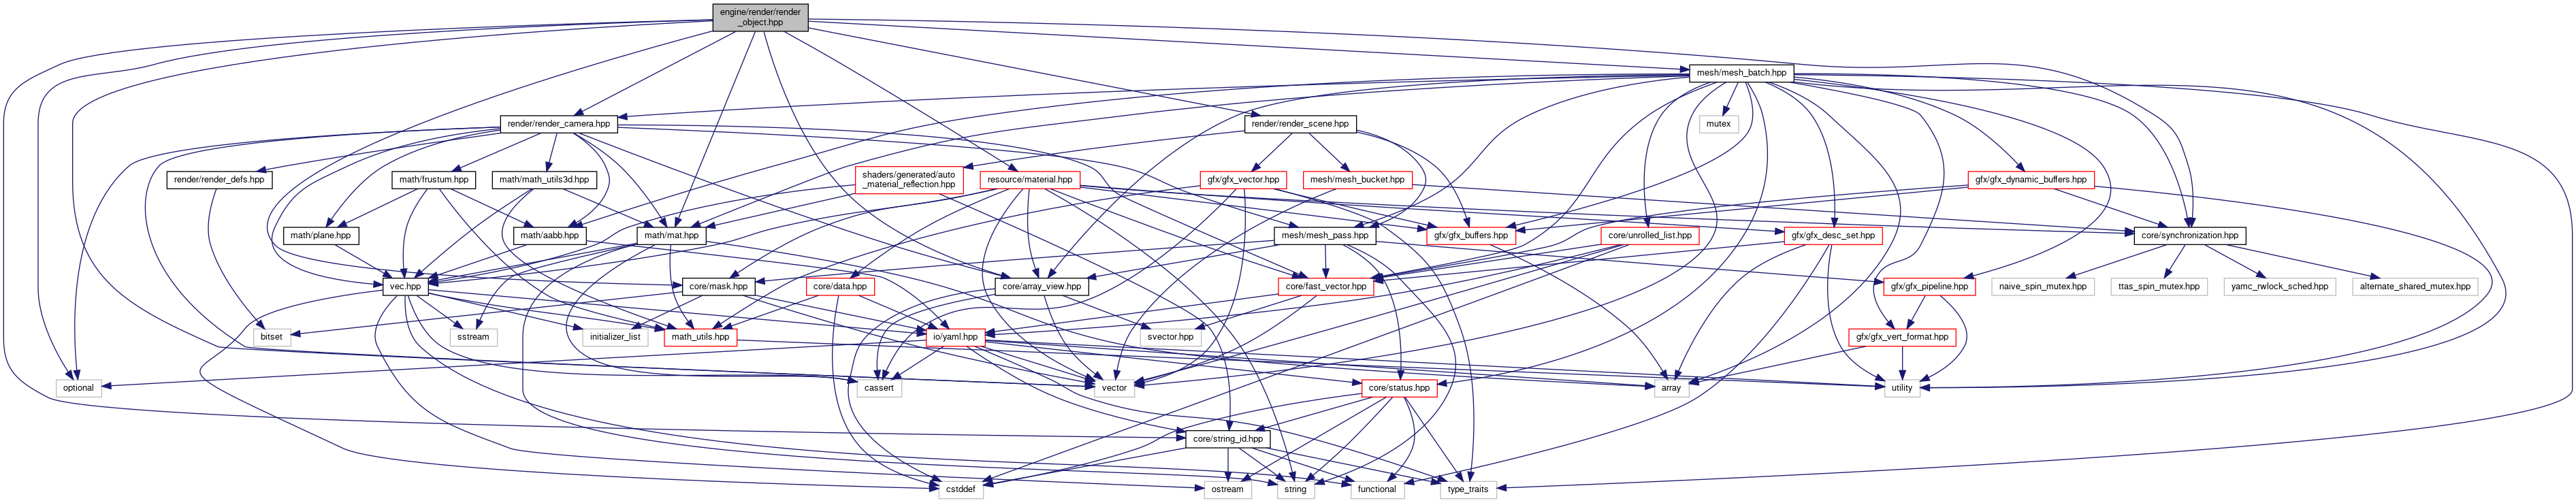 engine/render/render
_object.hpp
mesh/mesh_batch.hpp
render/render_camera.hpp
render/render_scene.hpp
mutex
render/render_defs.hpp
math/frustum.hpp
math/math_utils3d.hpp
shaders/generated/auto
_material_reflection.hpp
resource/material.hpp
gfx/gfx_vector.hpp
mesh/mesh_bucket.hpp
gfx/gfx_dynamic_buffers.hpp
math/plane.hpp
math/aabb.hpp
math/mat.hpp
mesh/mesh_pass.hpp
gfx/gfx_buffers.hpp
core/unrolled_list.hpp
gfx/gfx_desc_set.hpp
core/synchronization.hpp
vec.hpp
core/mask.hpp
core/data.hpp
core/array_view.hpp
core/fast_vector.hpp
gfx/gfx_pipeline.hpp
naive_spin_mutex.hpp
ttas_spin_mutex.hpp
yamc_rwlock_sched.hpp
alternate_shared_mutex.hpp
bitset
sstream
initializer_list
math_utils.hpp
io/yaml.hpp
svector.hpp
gfx/gfx_vert_format.hpp
optional
cassert
vector
core/status.hpp
array
utility
core/string_id.hpp
cstddef
ostream
string
functional
type_traits